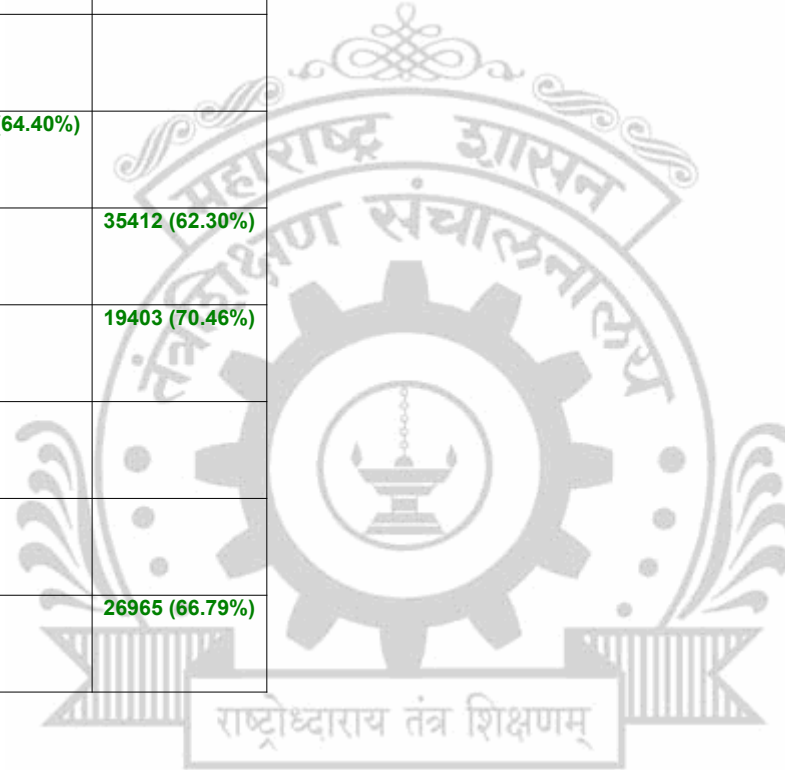 महाराष्ट्र शासन
64.40%)
तंत्रशिक्षण संचालनालय
35412 (62.30%)
19403 (70.46%)
26965 (66.79%)
राष्ट्रोध्दाराय तंत्र शिक्षणम्